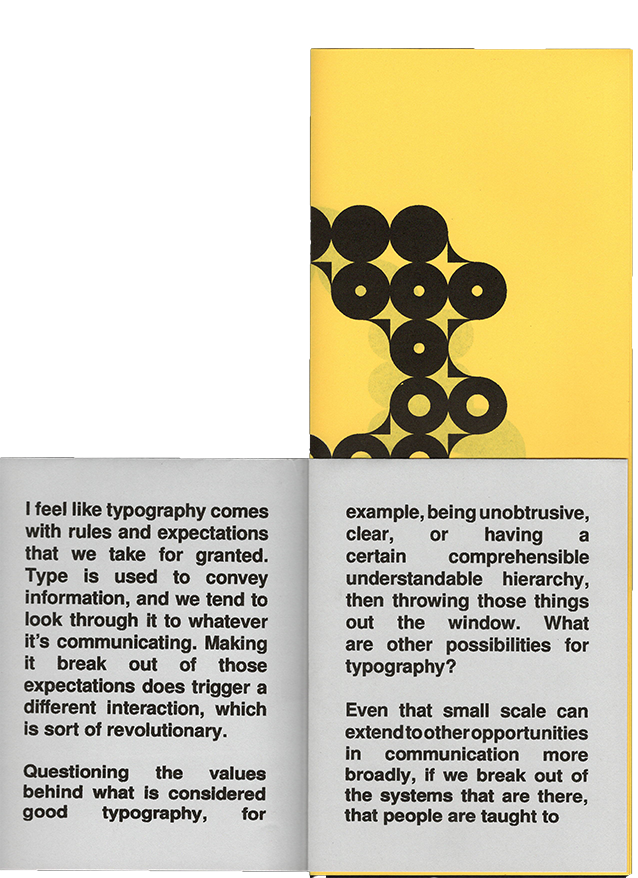 I feel like typography comes
with rules and expectations
that we take for granted.
Type is used to convey
information, and we tend to
look through it to whatever
it's communicating. Making
it break out of those
expectations does trigger a
different interaction, which
is sort of revolutionary.
Questioning the values
behind what is considered
good typography, for
example, being unobtrusive,
clear, or having a
certain comprehensible
understandable hierarchy,
then throwing those things
out the window. What
are other possibilities for
typography?
Even that small scale can
extend to other opportunities
in communication more
broadly, if we break out of
the systems that are there,
that people are taught to